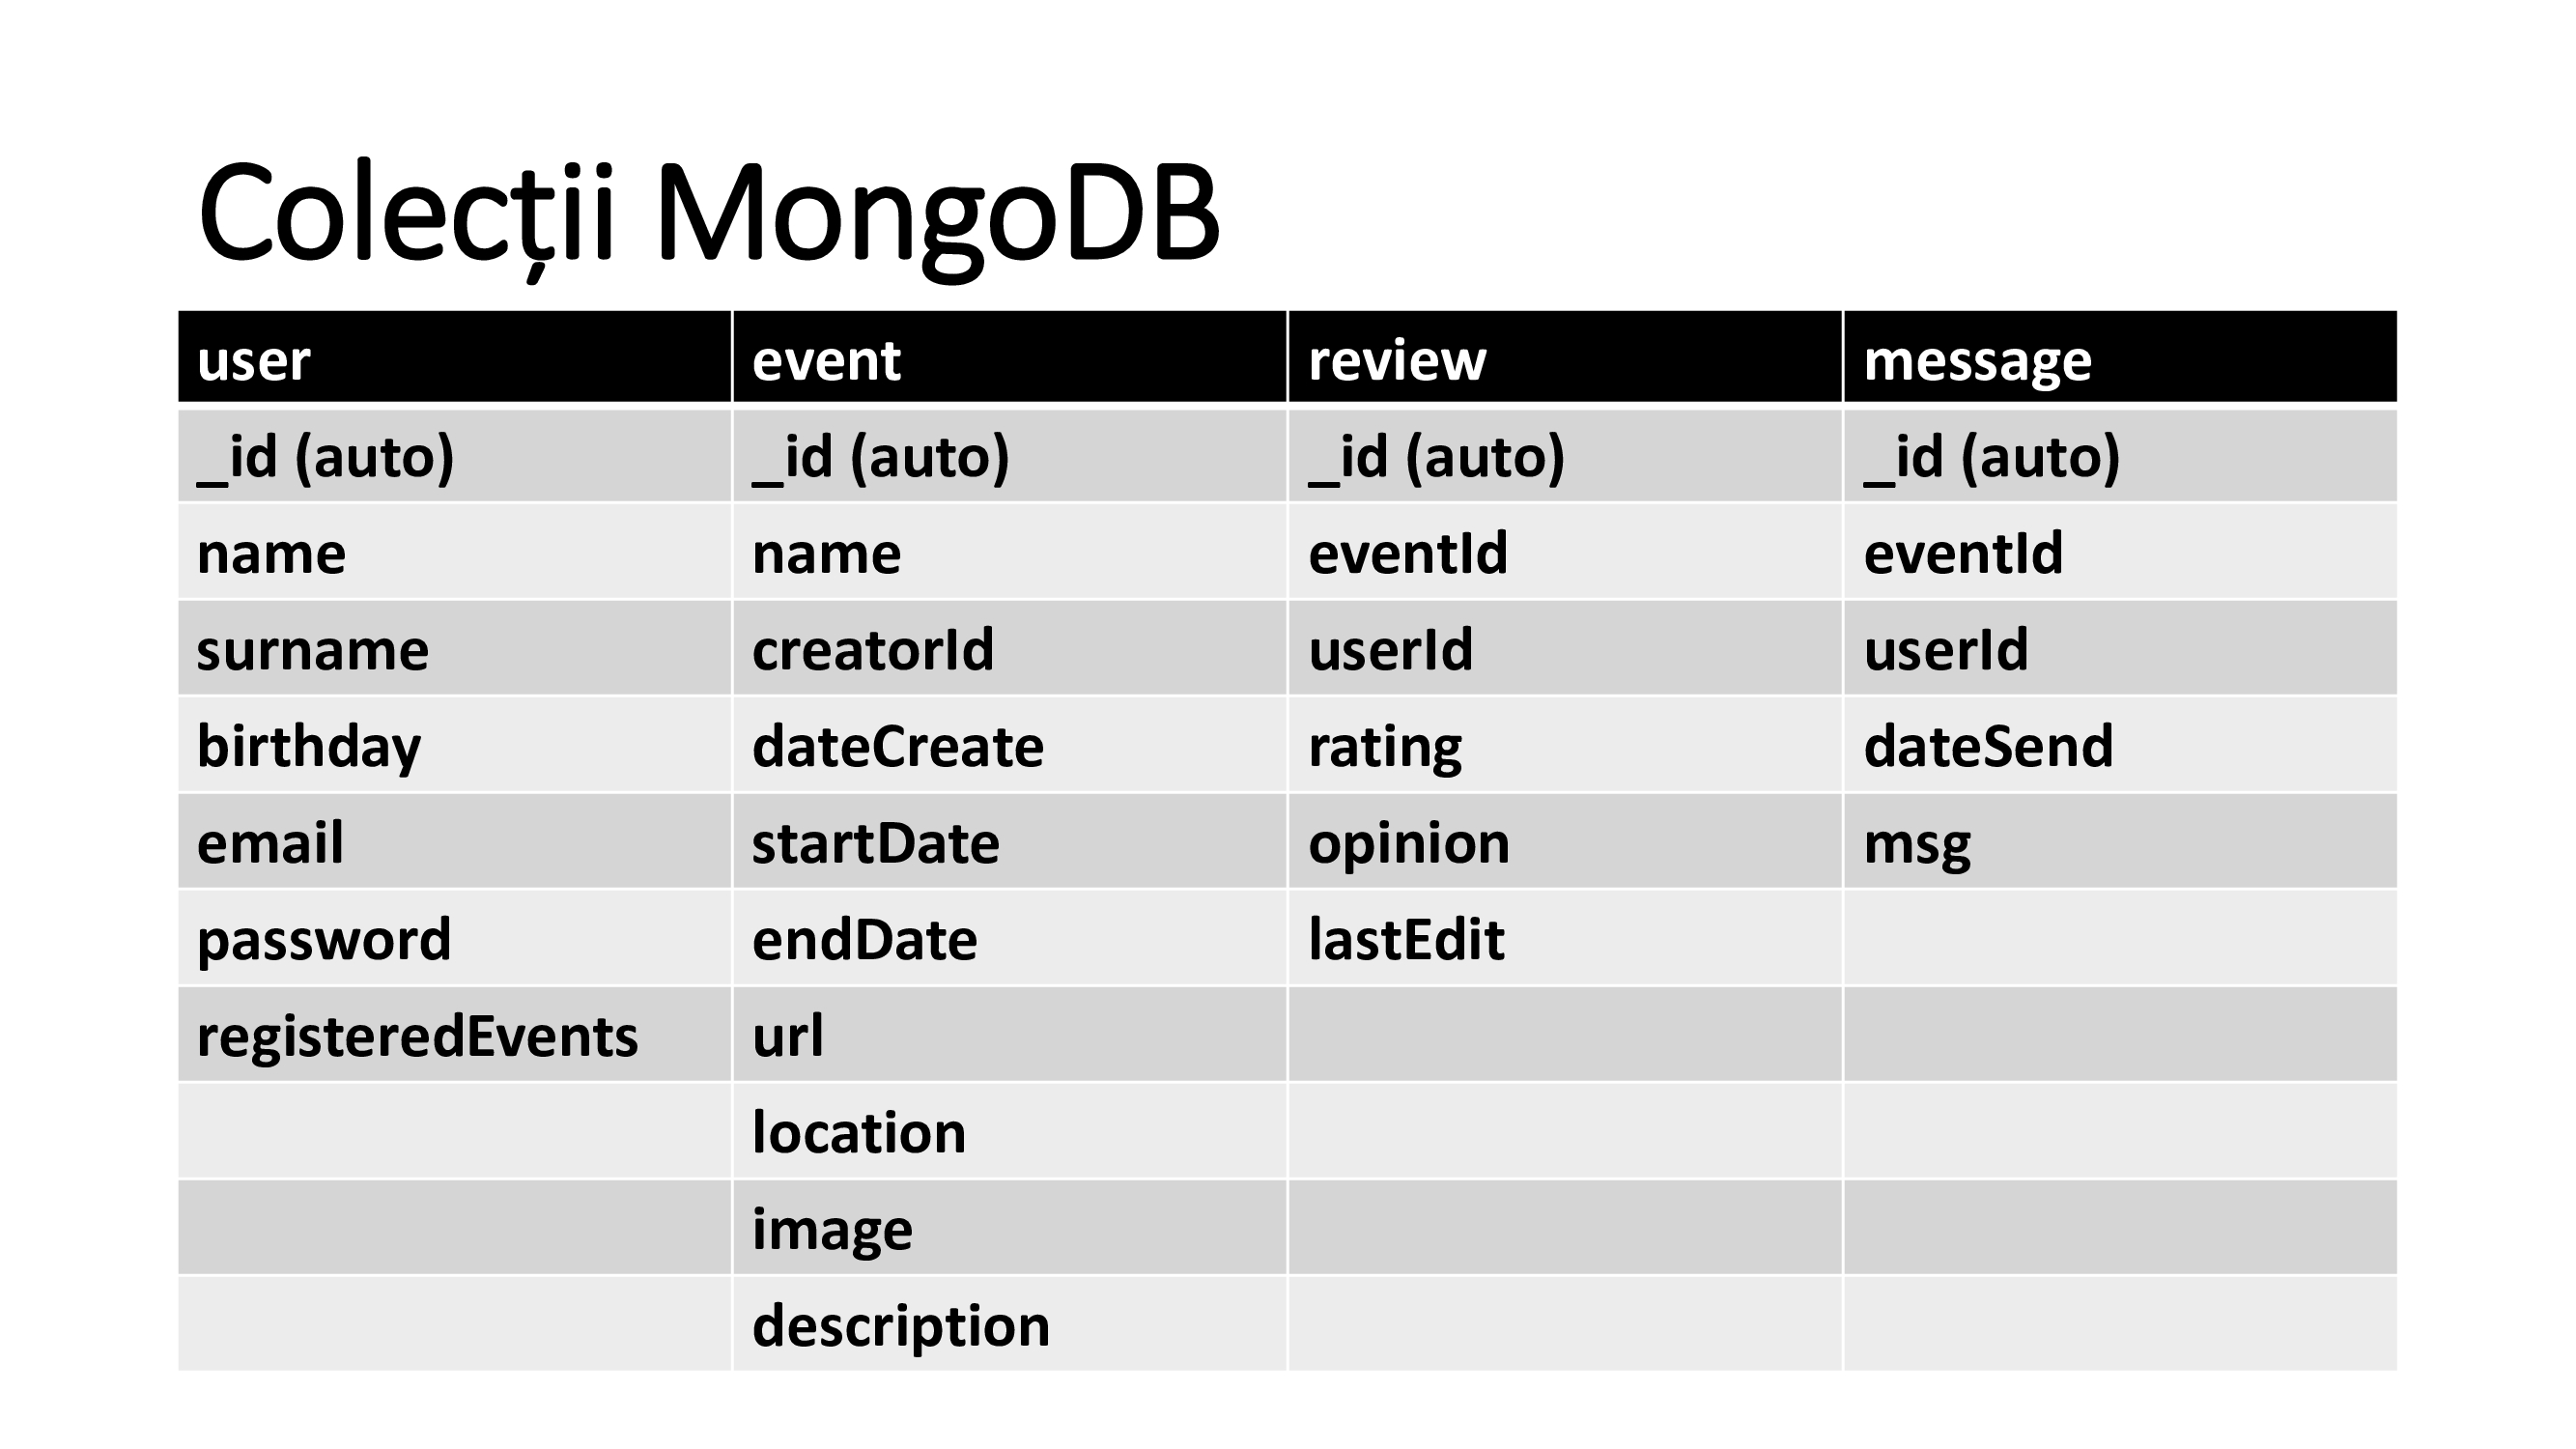 Colecții MongoDB
user event review message
_id (auto) _id (auto) _id (auto) _id (auto)
name name eventId eventId
surname creatorId userId userId
birthday dateCreate rating dateSend
email startDate opinion msg
password endDate lastEdit
registeredEvents url
location
image
description